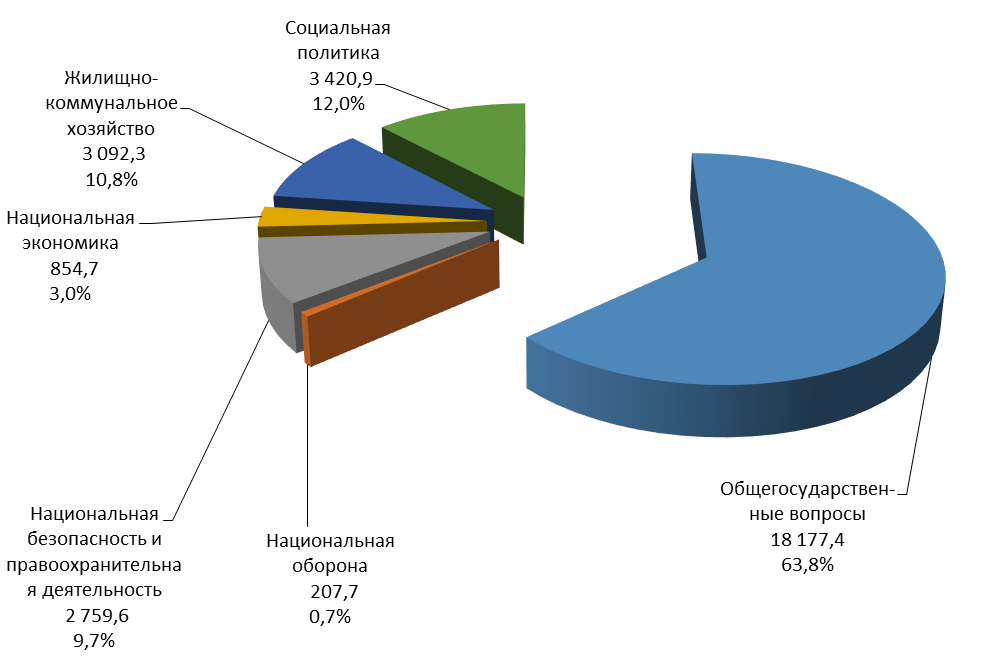 Социальная
политика
3 420,9
12,0%
Жилищно-
коммунальное
хозяйство
3 092,3
10,8%
Национальная
экономика
854,7
3,0%
Национальная
безопасность и
правоохранительна
я деятельность
2 759,6
9,7%
Национальная
оборона
207,7
0,7%
Общегосударствен-
ные вопросы
18 177,4
63,8%